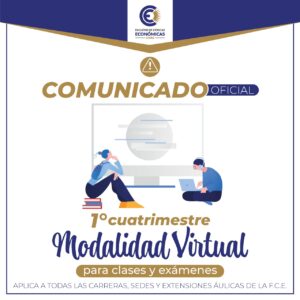 FACULTAD DE CIENCIAS
ECONÓMICAS
COMUNICADO OFICIAL
1° cuatrimestre
Modalidad Virtual
para clases y exámenes
APLICA A TODAS LAS CARRERAS, SEDES Y EXTENSIONES ÁULICAS DE LA F.C.E.